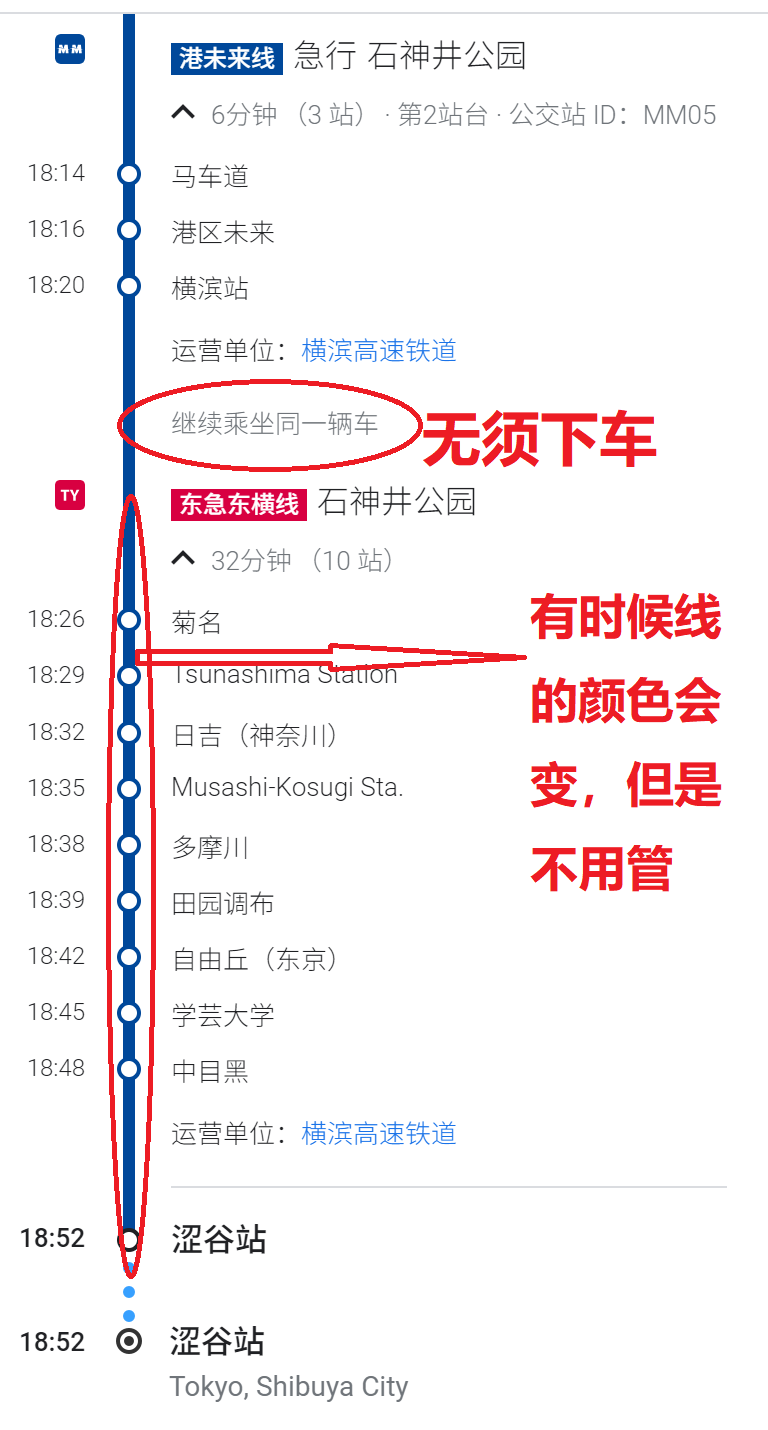 MM
港未来线 急行 石神井公园
6分钟 （3 站） · 第2站台 · 公交站 ID：MM05
18:14 马车道
18:16 港区未来
18:20 横滨站
运营单位：横滨高速铁道
继续乘坐同一辆车 无须下车
TY 东急东横线 石神井公园
32分钟 （10 站）
18:26 菊名
18:29 Tsunashima Station
18:32 日吉（神奈川）
18:35 Musashi-Kosugi Sta.
18:38 多摩川
18:39 田园调布
18:42 自由丘（东京）
18:45 学芸大学
18:48 中目黑
有时候线
的颜色会
变，但是
不用管
运营单位：横滨高速铁道
18:52 涩谷站
18:52 涩谷站
Tokyo, Shibuya City